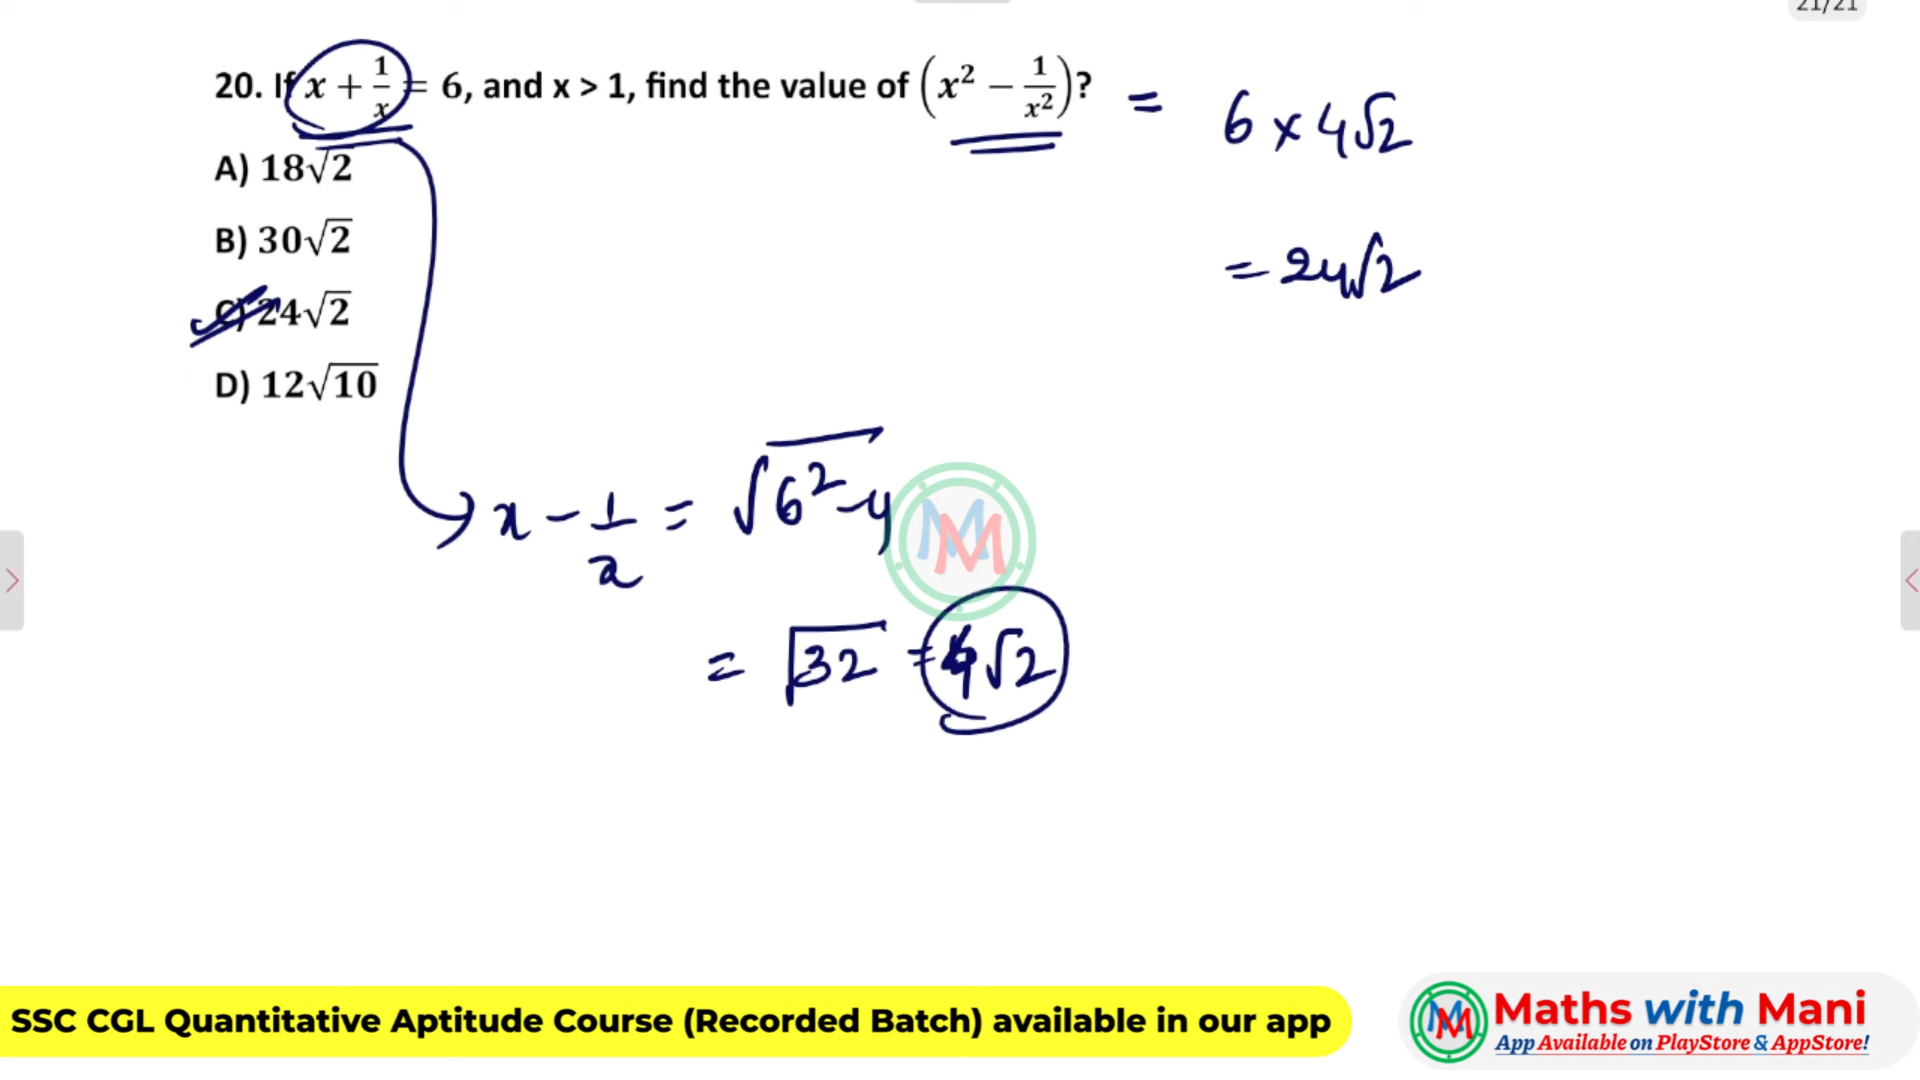 21/21
20. If x + 1/x = 6, and x > 1, find the value of (x² − 1/x²)? = 6 × 4√2
A) 18√2
= 24√2
B) 30√2
C) 24√2
D) 12√10
x - 1/x = √6² - 4
= √32 = 4√2
MM
SSC CGL Quantitative Aptitude Course (Recorded Batch) available in our app
MM Maths with Mani
App Available on PlayStore & AppStore!